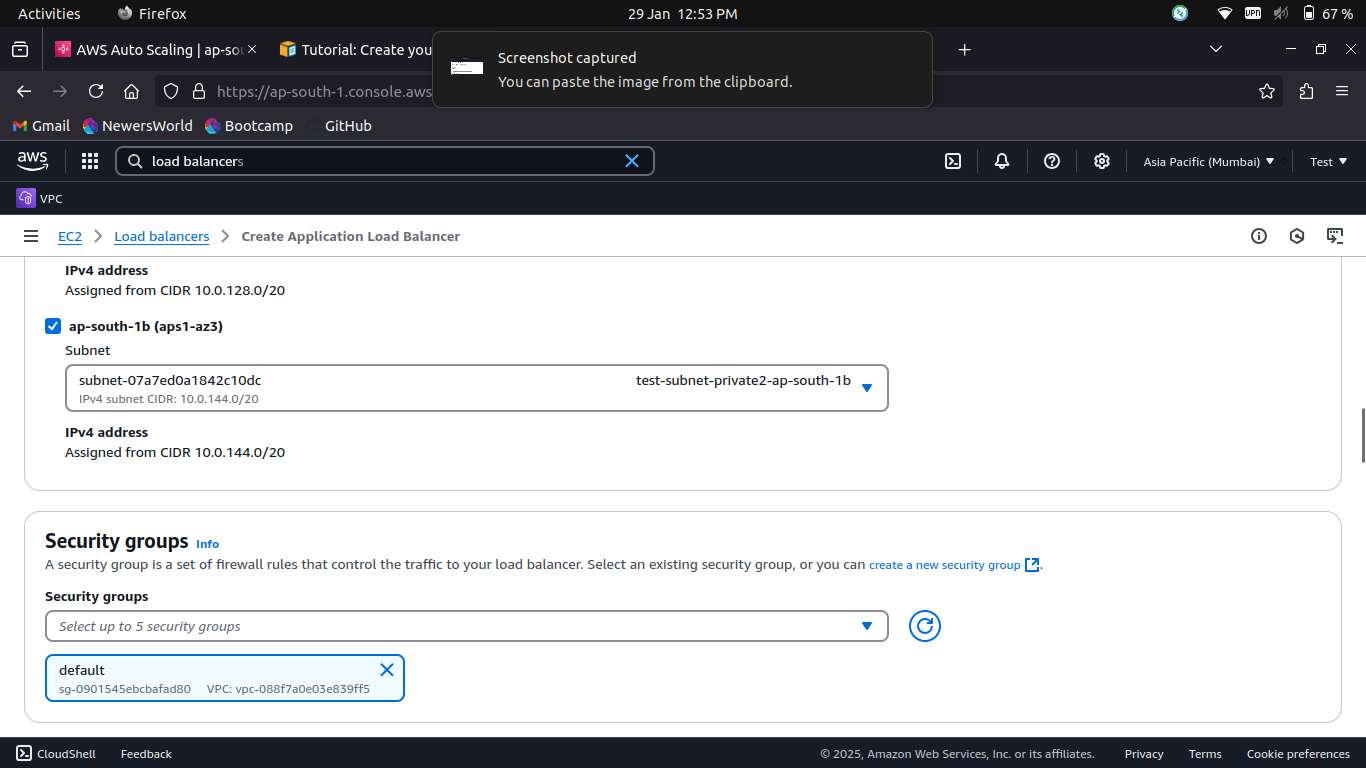 Activities Firefox 29 Jan 12:53 PM VPN 67 %
AWS Auto Scaling | ap-so Tutorial: Create you
Screenshot captured
You can paste the image from the clipboard.
https://ap-south-1.console.aws
Gmail NewersWorld Bootcamp GitHub
aws load balancers Asia Pacific (Mumbai) Test
VPC
EC2 Load balancers Create Application Load Balancer
IPv4 address
Assigned from CIDR 10.0.128.0/20
ap-south-1b (aps1-az3)
Subnet
subnet-07a7ed0a1842c10dc test-subnet-private2-ap-south-1b
IPv4 subnet CIDR: 10.0.144.0/20
IPv4 address
Assigned from CIDR 10.0.144.0/20
Security groups Info
A security group is a set of firewall rules that control the traffic to your load balancer. Select an existing security group, or you can create a new security group.
Security groups
Select up to 5 security groups
default
sg-0901545ebcbafad80 VPC: vpc-088f7a0e03e839ff5
CloudShell Feedback © 2025, Amazon Web Services, Inc. or its affiliates. Privacy Terms Cookie preferences